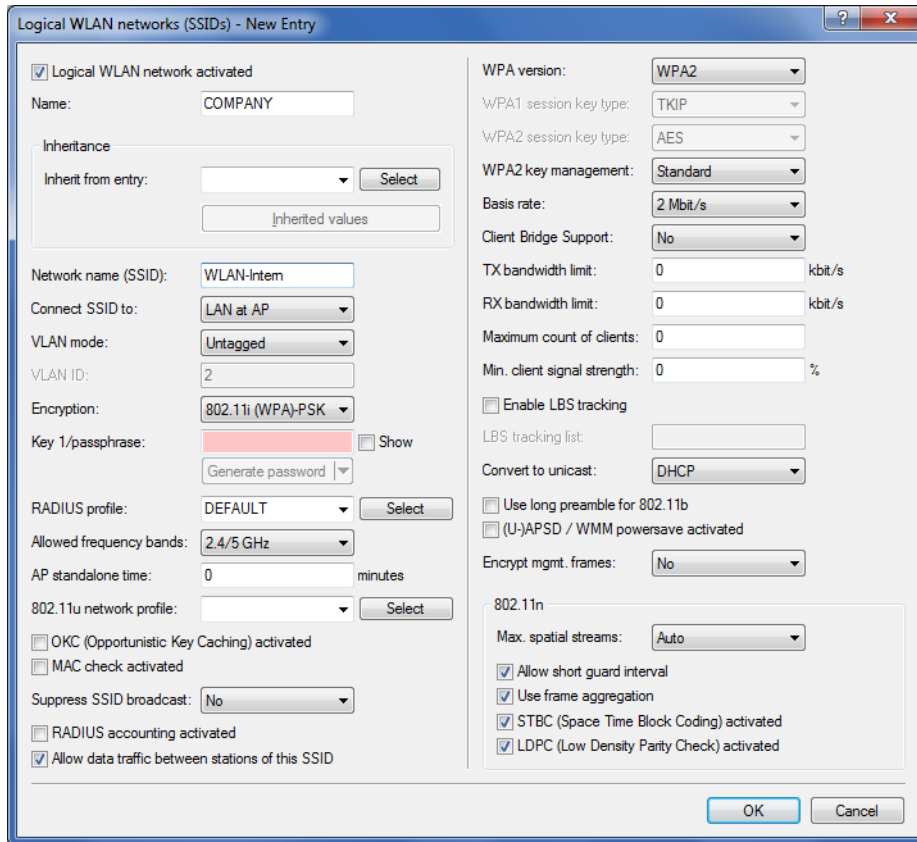 Logical WLAN networks (SSIDs) - New Entry
Logical WLAN network activated
Name: COMPANY
Inheritance
Inherit from entry: Select
Inherited values
Network name (SSID): WLAN-Intern
Connect SSID to: LAN at AP
VLAN mode: Untagged
VLAN ID: 2
Encryption: 802.11i (WPA)-PSK
Key 1/passphrase: Show
Generate password
RADIUS profile: DEFAULT Select
Allowed frequency bands: 2.4/5 GHz
AP standalone time: 0 minutes
802.11u network profile: Select
OKC (Opportunistic Key Caching) activated
MAC check activated
Suppress SSID broadcast: No
RADIUS accounting activated
Allow data traffic between stations of this SSID
WPA version: WPA2
WPA1 session key type: TKIP
WPA2 session key type: AES
WPA2 key management: Standard
Basis rate: 2 Mbit/s
Client Bridge Support: No
TX bandwidth limit: 0 kbit/s
RX bandwidth limit: 0 kbit/s
Maximum count of clients: 0
Min. client signal strength: 0 %
Enable LBS tracking
LBS tracking list:
Convert to unicast: DHCP
Use long preamble for 802.11b
(U-)APSD / WMM powersave activated
Encrypt mgmt. frames: No
802.11n
Max. spatial streams: Auto
Allow short guard interval
Use frame aggregation
STBC (Space Time Block Coding) activated
LDPC (Low Density Parity Check) activated
OK Cancel